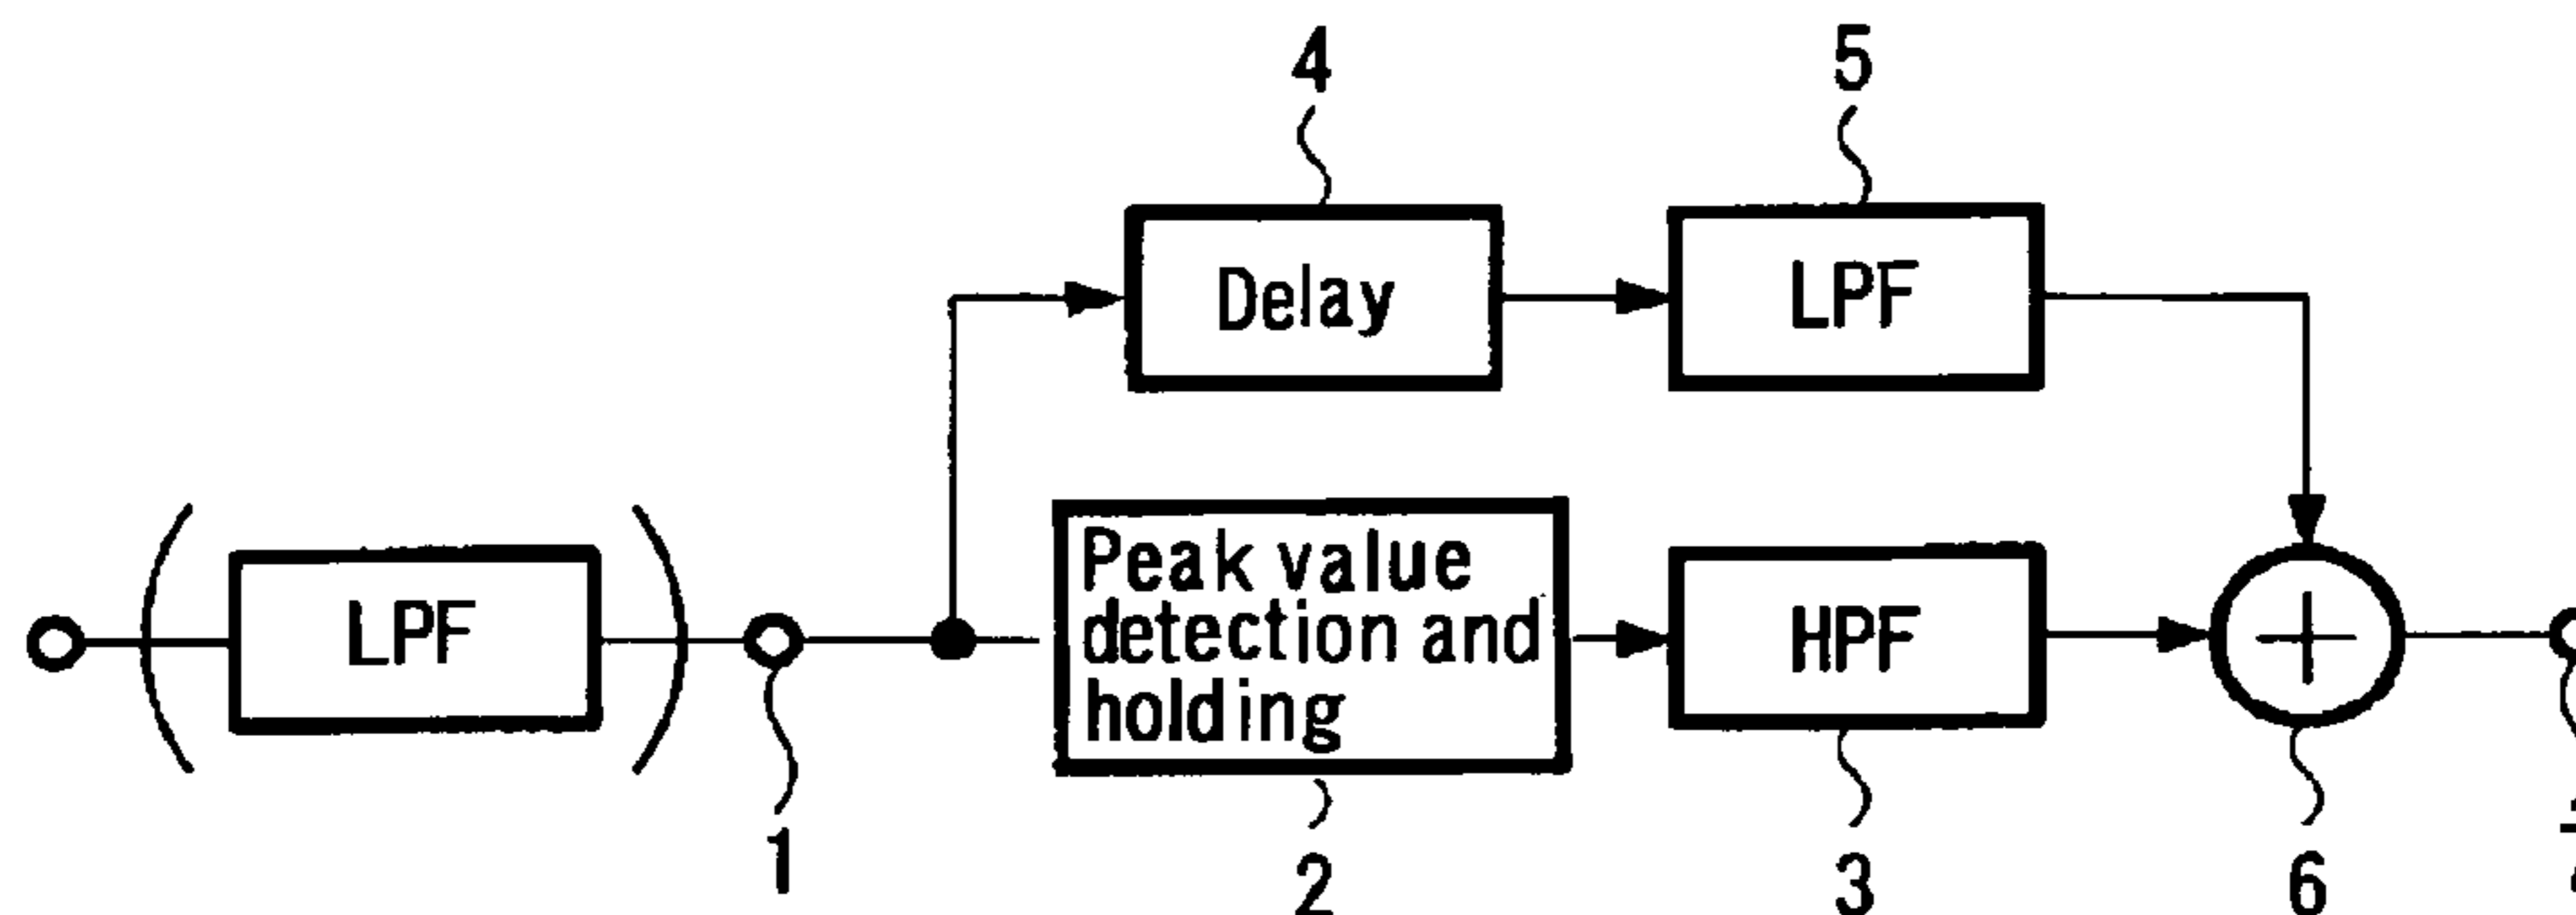 4
5
Delay
LPF
LPF
Peak value
detection and
holding
HPF
+
1
2
3
6